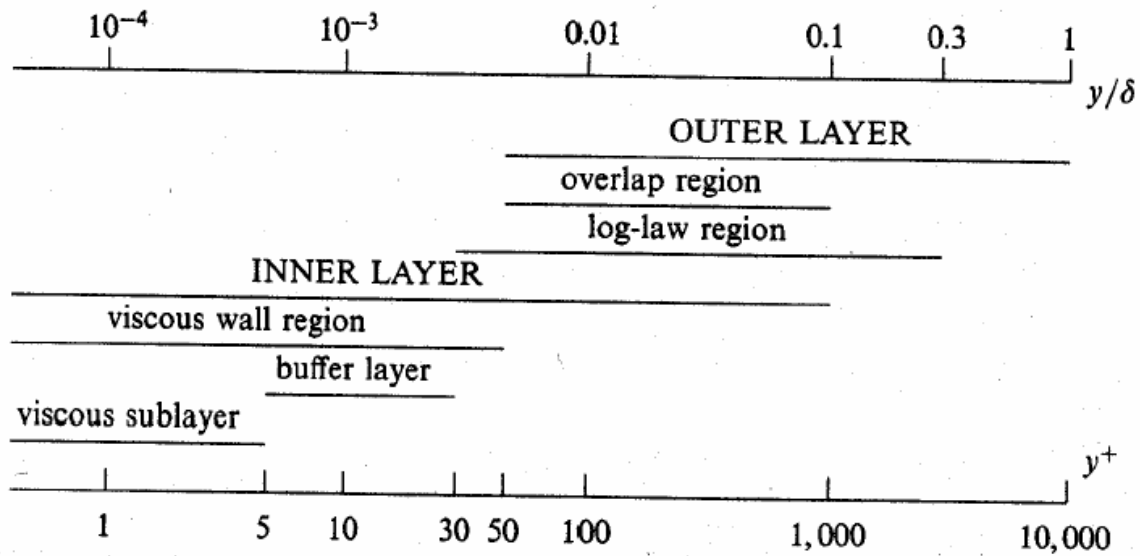 10⁻⁴ 10⁻³ 0.01 0.1 0.3 1
y/δ
OUTER LAYER
overlap region
log-law region
INNER LAYER
viscous wall region
buffer layer
viscous sublayer
y⁺
1 5 10 30 50 100 1,000 10,000